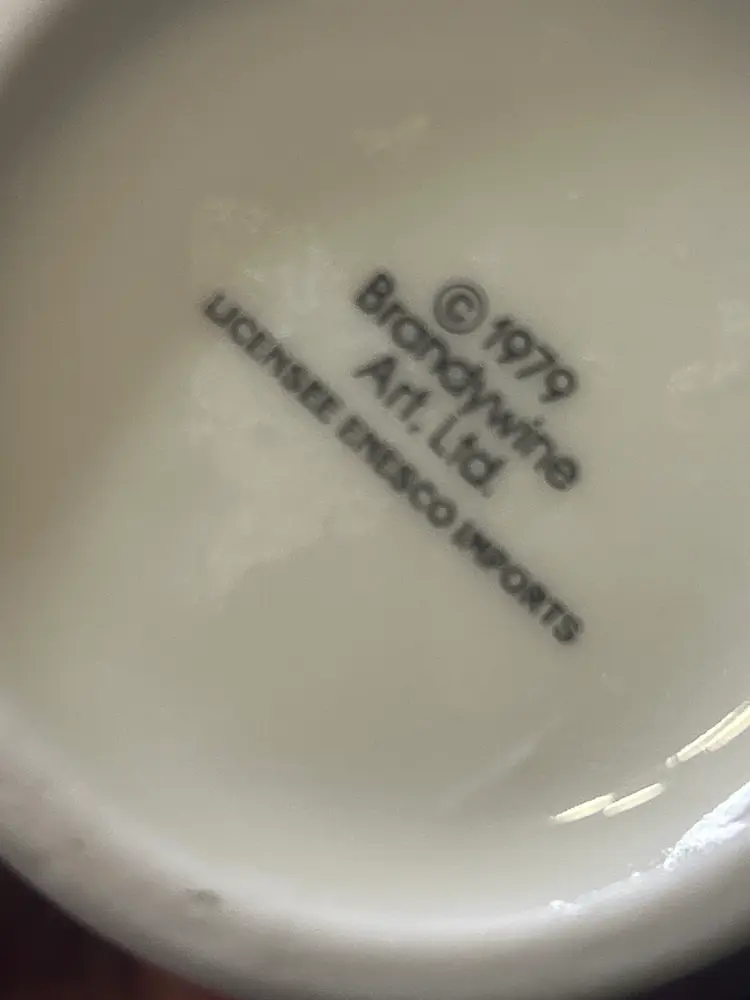 © 1979
Brandywine
Art, Ltd.
LICENSEE ENESCO IMPORTS